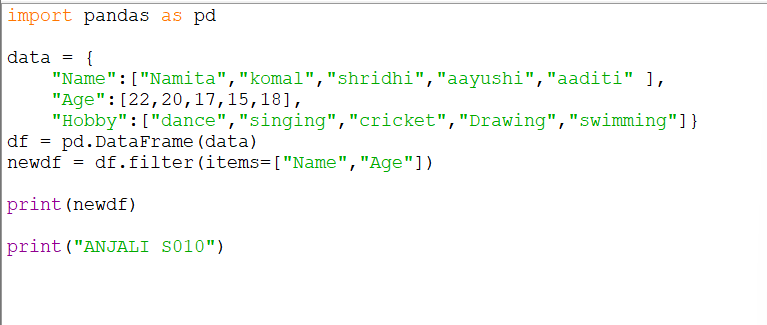 import pandas as pd
data = {
    "Name":["Namita","komal","shridhi","aayushi","aaditi" ],
    "Age":[22,20,17,15,18],
    "Hobby":["dance","singing","cricket","Drawing","swimming"]}
df = pd.DataFrame(data)
newdf = df.filter(items=["Name","Age"])
print(newdf)
print("ANJALI S010")